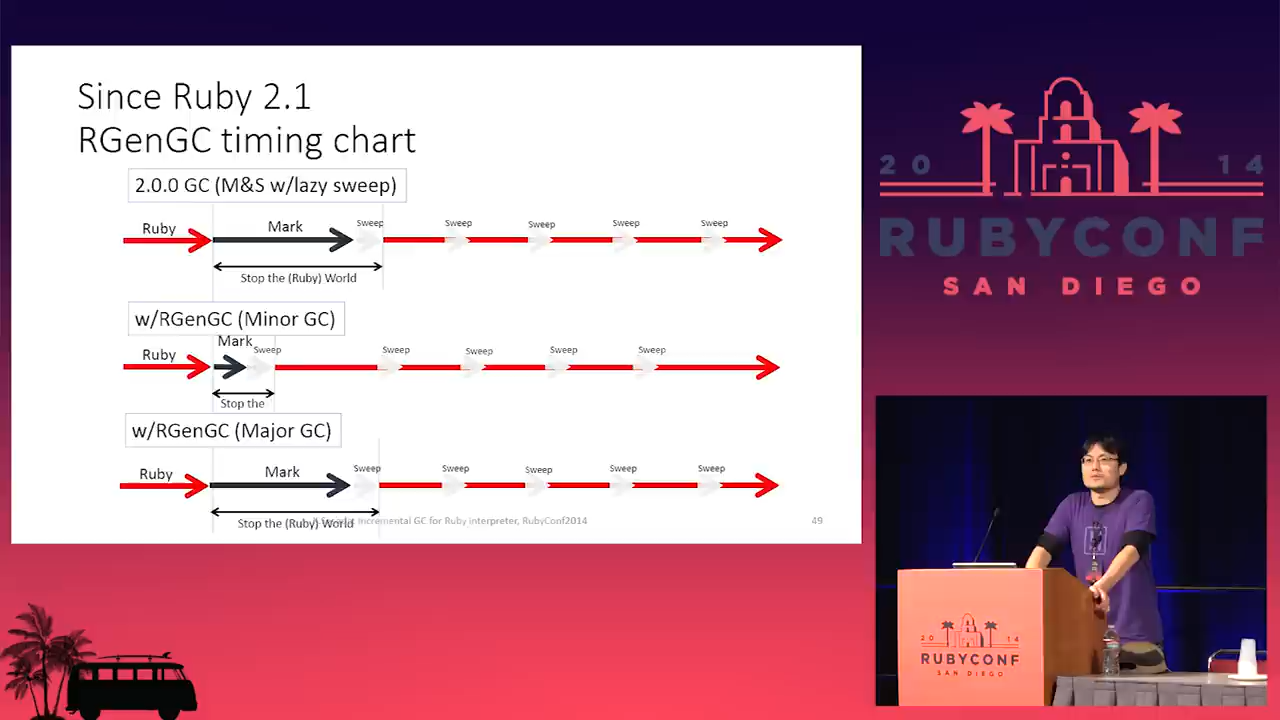 Since Ruby 2.1
RGenGC timing chart
2.0.0 GC (M&S w/lazy sweep)
Ruby
Mark
Sweep
Sweep
Sweep
Sweep
Sweep
Stop the (Ruby) World
w/RGenGC (Minor GC)
Ruby
Mark
Sweep
Sweep
Sweep
Sweep
Sweep
Stop the
w/RGenGC (Major GC)
Ruby
Mark
Sweep
Sweep
Sweep
Sweep
Sweep
Stop the (Ruby) World
Incremental GC for Ruby interpreter, RubyConf2014
49
20 14
RUBYCONF
SAN DIEGO
20 14
RUBYCONF
SAN DIEGO